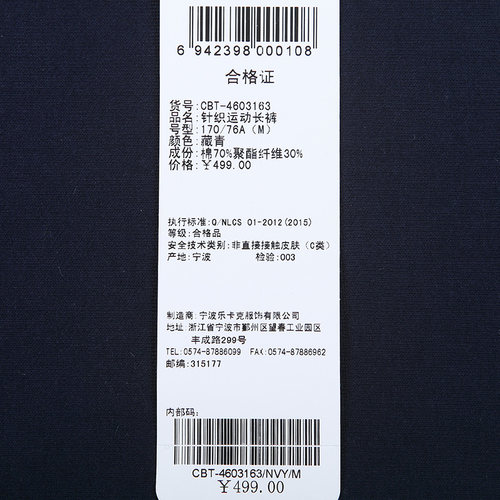 6 942398 000108
合格证
货号:CBT-4603163
品名:针织运动长裤
号型:170/76A（M）
颜色:藏青
成份:棉70%聚酯纤维30%
价格:￥499.00
执行标准:Q/NLCS 01-2012(2015)
等级:合格品
安全技术类别:非直接接触皮肤（C类）
产地:宁波 检验:003
制造商:宁波乐卡克服饰有限公司
地址:浙江省宁波市鄞州区望春工业园区
丰成路299号
TEL:0574-87886099 FAX:0574-87886962
邮编:315177
内部码:
CBT-4603163/NVY/M
￥499.00